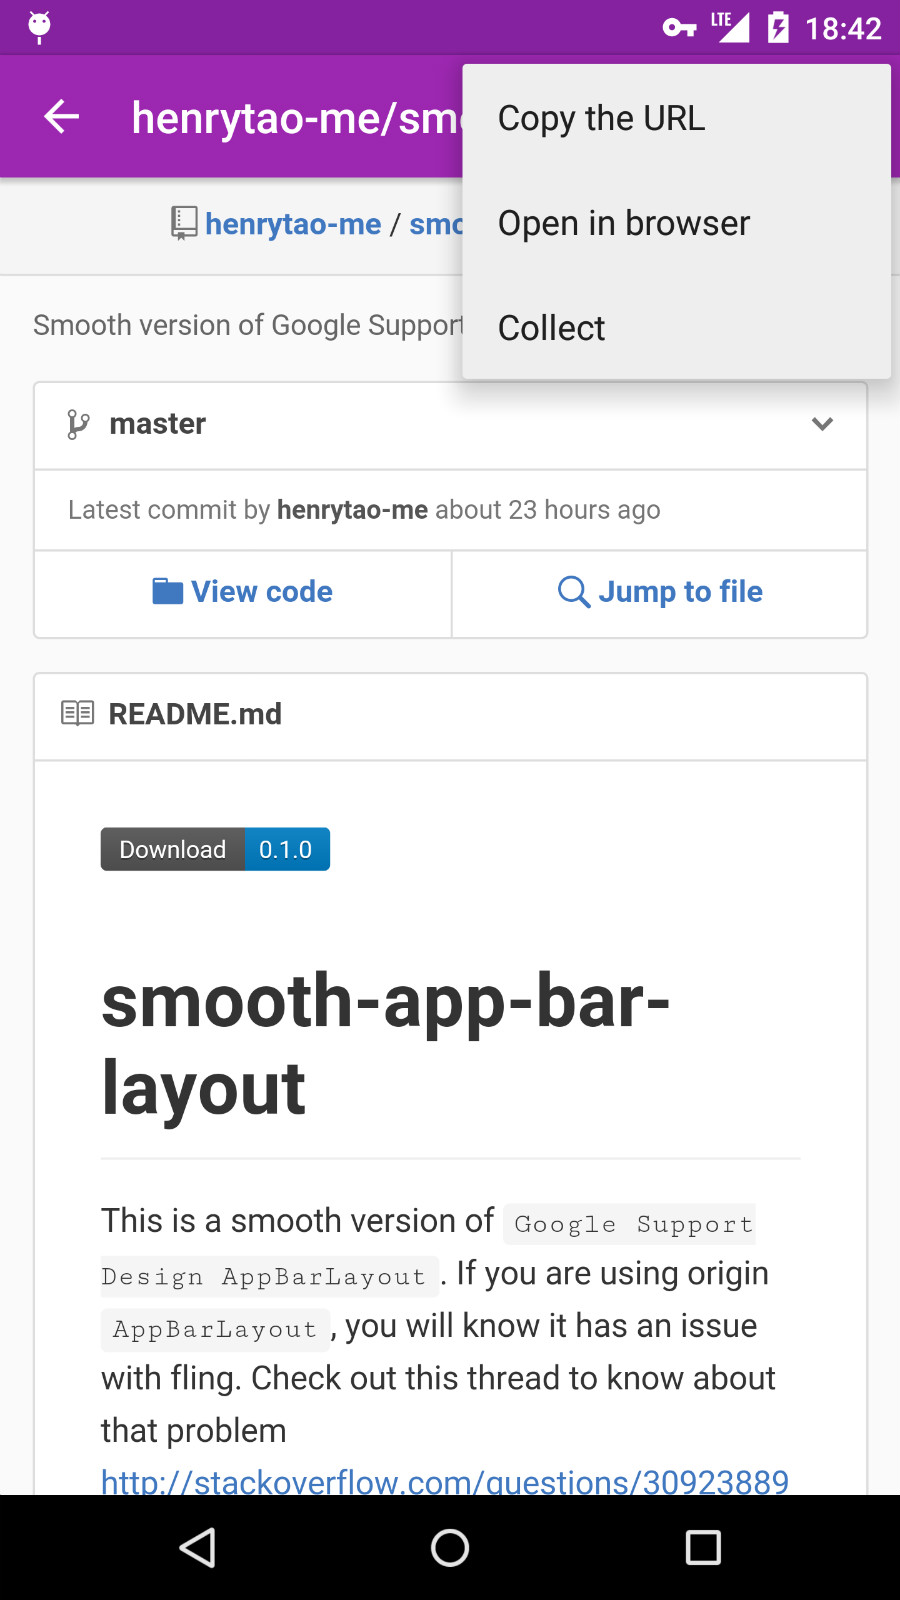 LTE 18:42
henrytao-me/sm
Copy the URL
Open in browser
Collect
henrytao-me / smo
Smooth version of Google Support
master
Latest commit by henrytao-me about 23 hours ago
View code
Jump to file
README.md
Download 0.1.0
smooth-app-bar-
layout
This is a smooth version of Google Support
Design AppBarLayout. If you are using origin
AppBarLayout, you will know it has an issue
with fling. Check out this thread to know about
that problem
http://stackoverflow.com/questions/30923889